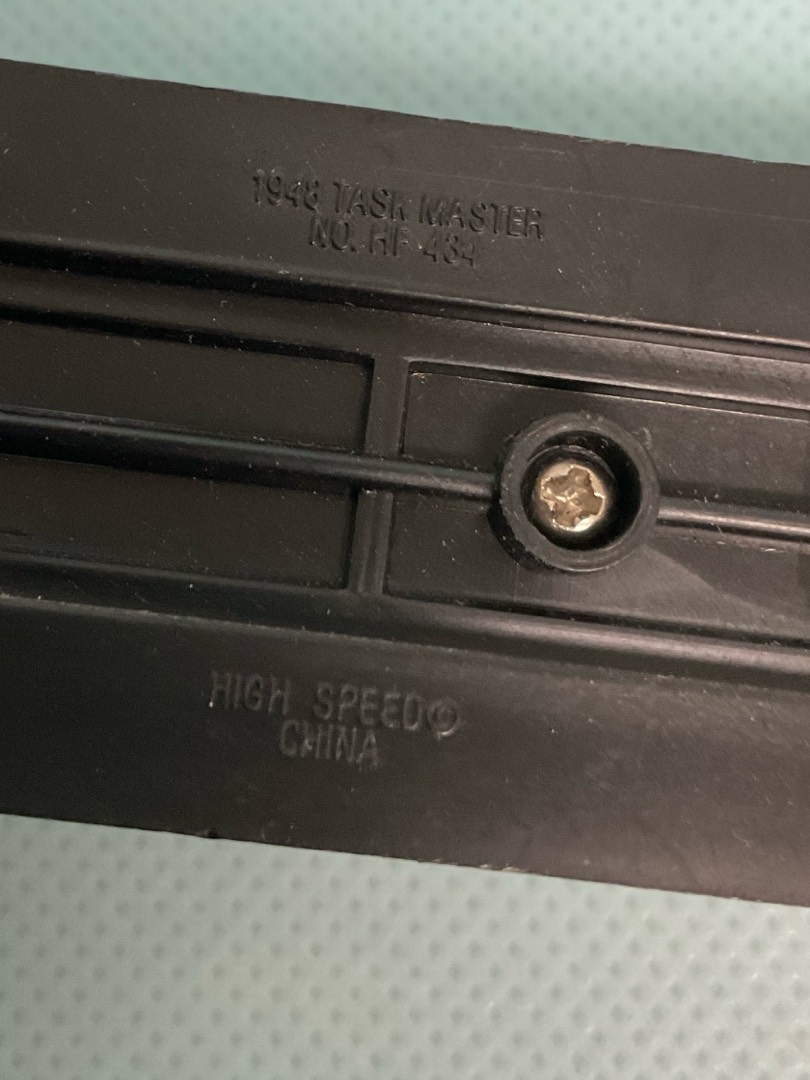 1948 TASK MASTER
NO. HF 434
HIGH SPEED©
CHINA